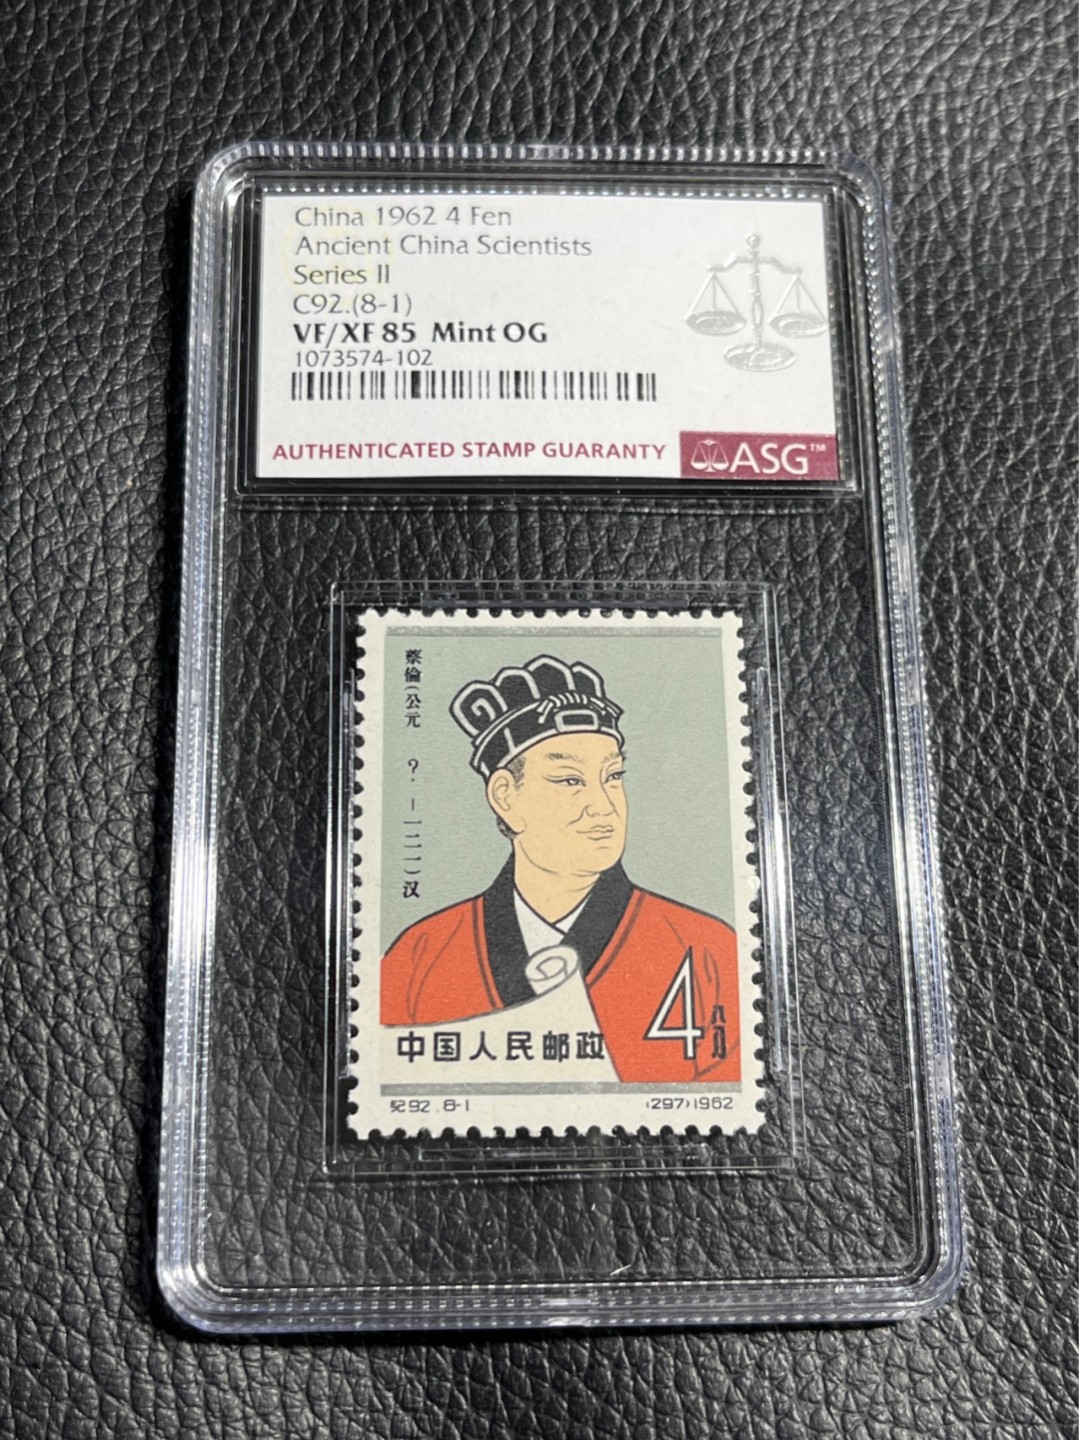 China 1962 4 Fen
Ancient China Scientists
Series II
C92.(8-1)
VF/XF 85 Mint OG
1073574-102
AUTHENTICATED STAMP GUARANTY
ASG™
蔡倫(公元 ?－一二一)汉
4分
中国人民邮政
纪92.8-1
(297)1962